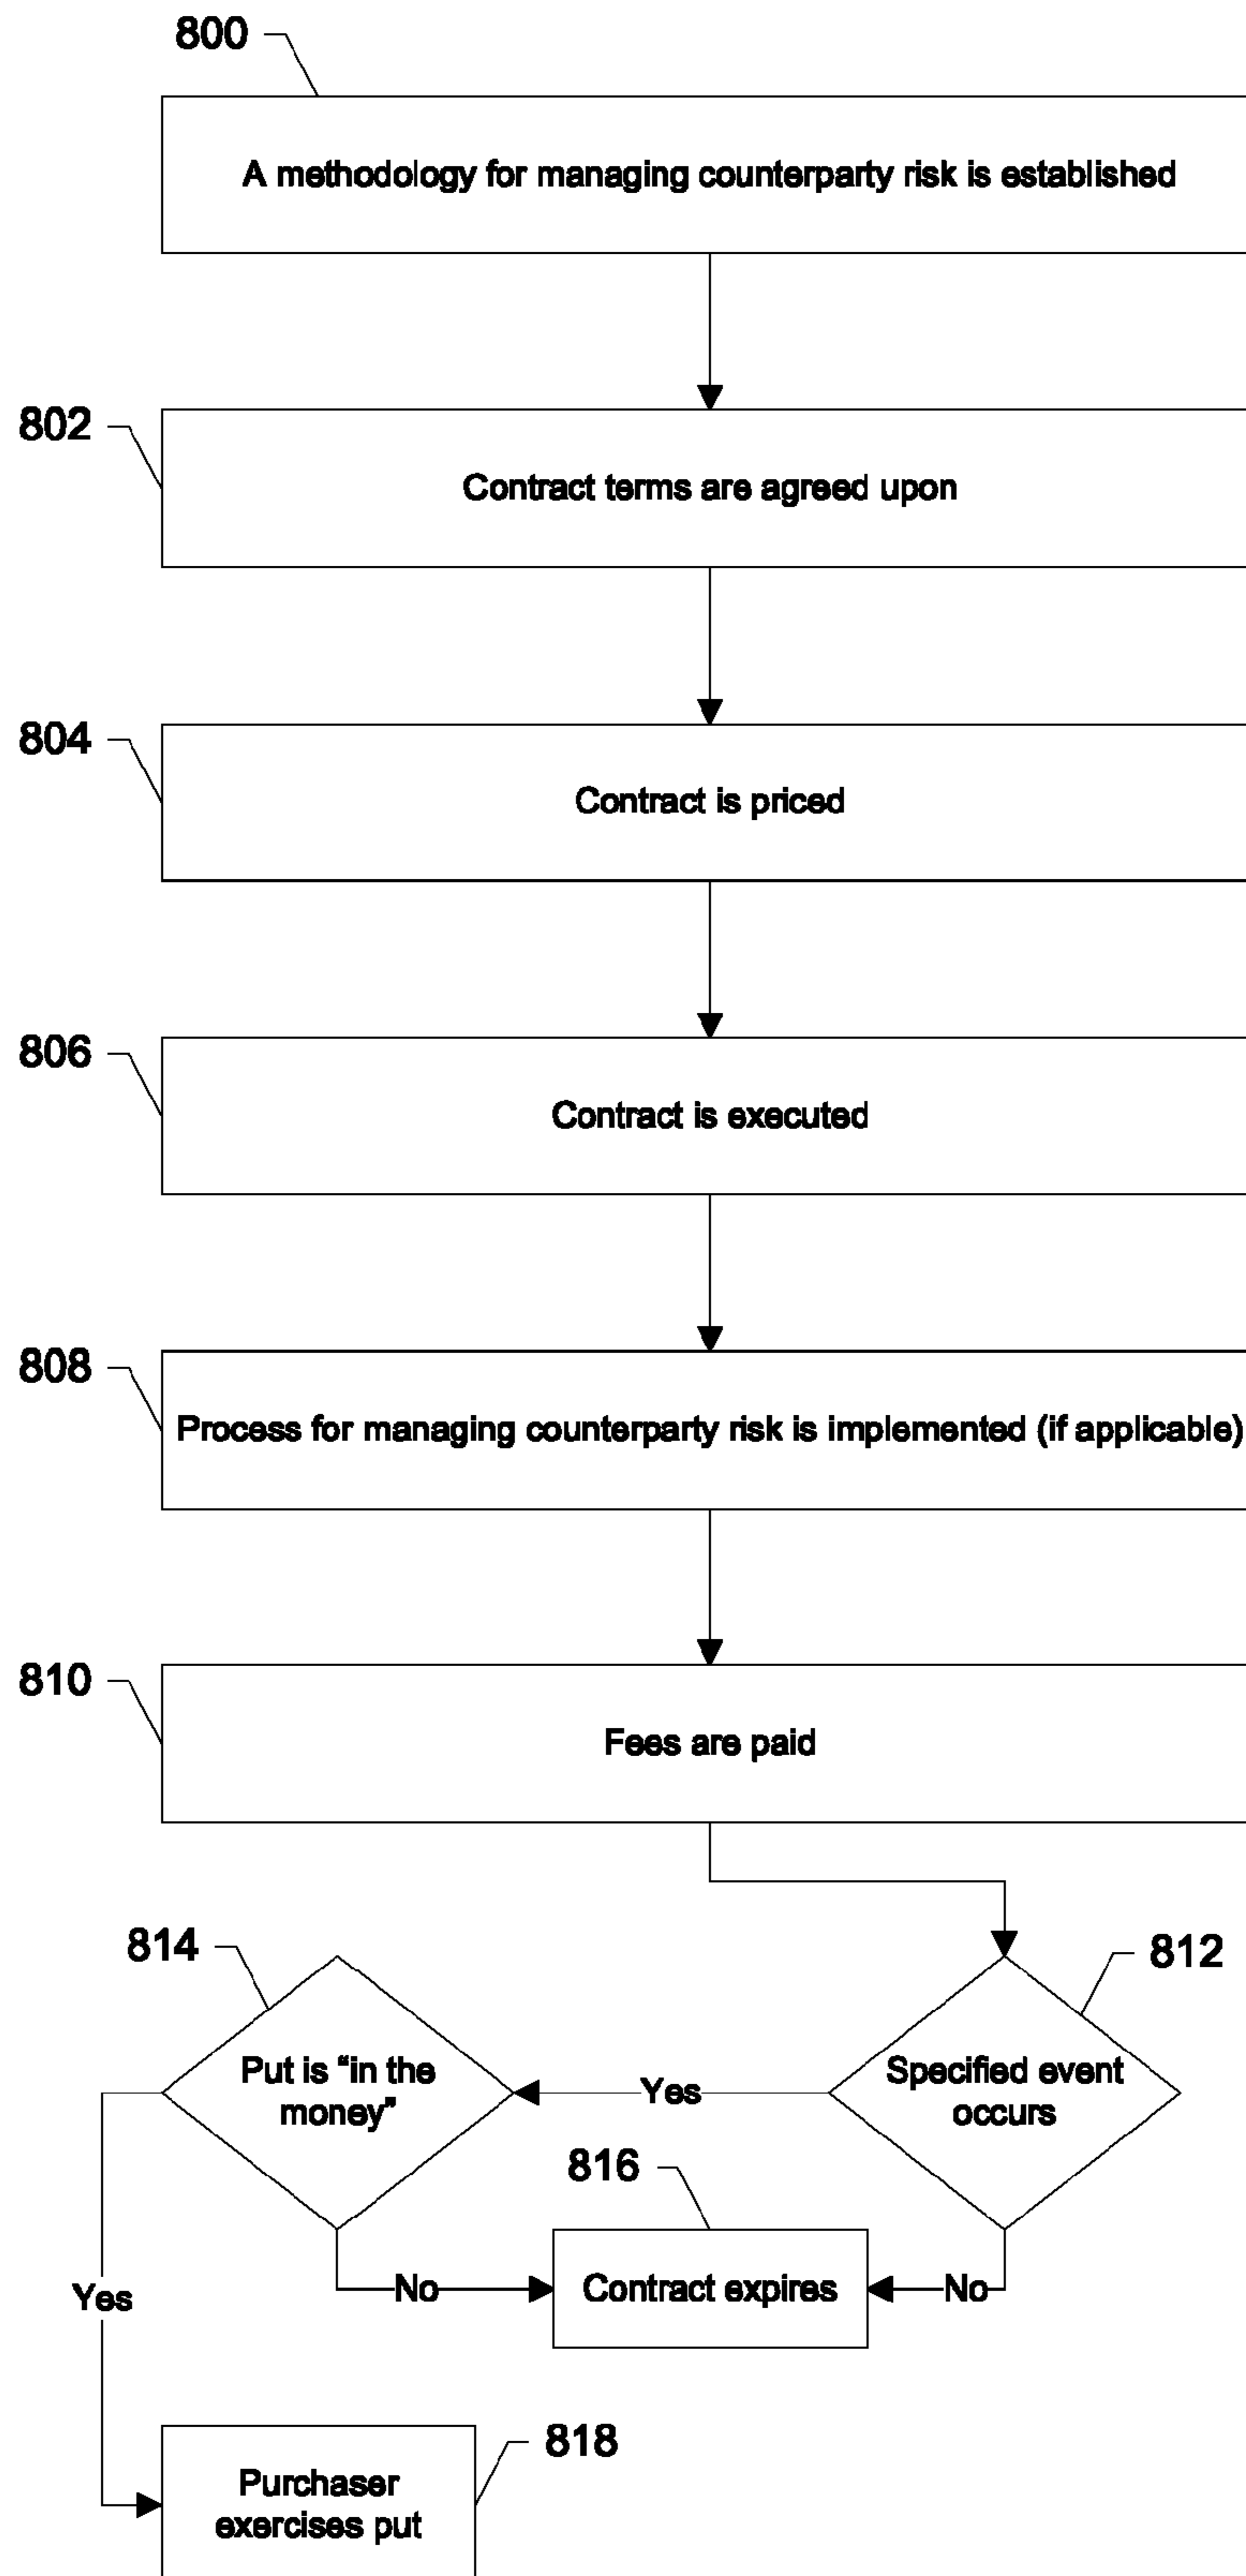 800
A methodology for managing counterparty risk is established
802
Contract terms are agreed upon
804
Contract is priced
806
Contract is executed
808
Process for managing counterparty risk is implemented (if applicable)
810
Fees are paid
814
812
Put is “in the
money”
Yes
Specified event
occurs
816
Yes
No
Contract expires
No
818
Purchaser
exercises put